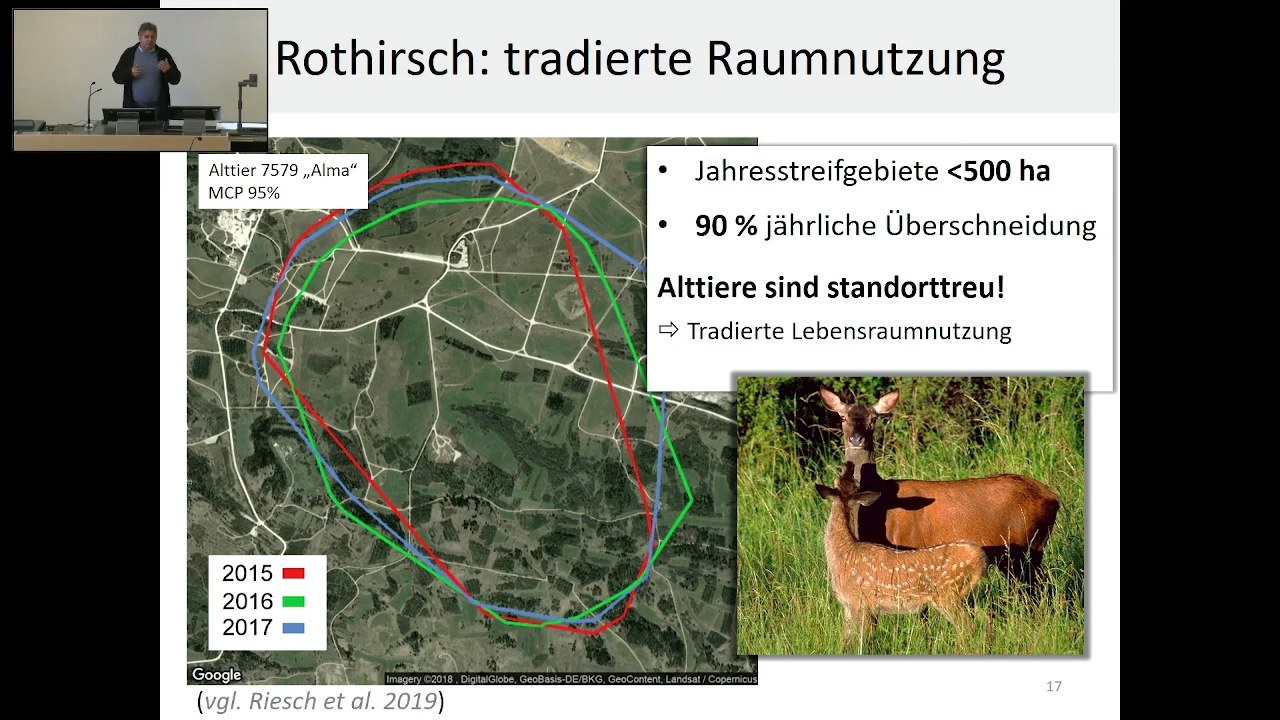 Rothirsch: tradierte Raumnutzung
Alttier 7579 „Alma“
MCP 95%
• Jahresstreifgebiete <500 ha
• 90 % jährliche Überschneidung
Alttiere sind standorttreu!
⇨ Tradierte Lebensraumnutzung
2015
2016
2017
Google
Imagery ©2018 , DigitalGlobe, GeoBasis-DE/BKG, GeoContent, Landsat / Copernicus
(vgl. Riesch et al. 2019)
17